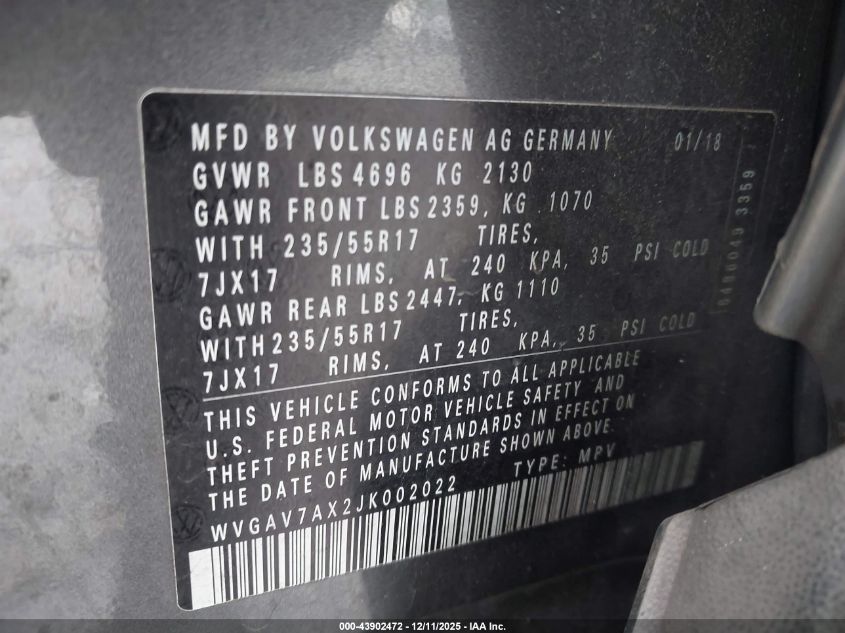 MFD BY VOLKSWAGEN AG GERMANY 01/18
GVWR LBS 4696 KG 2130
GAWR FRONT LBS 2359, KG 1070
WITH 235/55R17 TIRES,
7JX17 RIMS, AT 240 KPA, 35 PSI COLD
GAWR REAR LBS 2447, KG 1110
WITH 235/55R17 TIRES,
7JX17 RIMS, AT 240 KPA, 35 PSI COLD
THIS VEHICLE CONFORMS TO ALL APPLICABLE
U.S. FEDERAL MOTOR VEHICLE SAFETY AND
THEFT PREVENTION STANDARDS IN EFFECT ON
THE DATE OF MANUFACTURE SHOWN ABOVE.
WVGAV7AX2JK002022 TYPE: MPV
3359
000-43902472 - 12/11/2025 - IAA Inc.